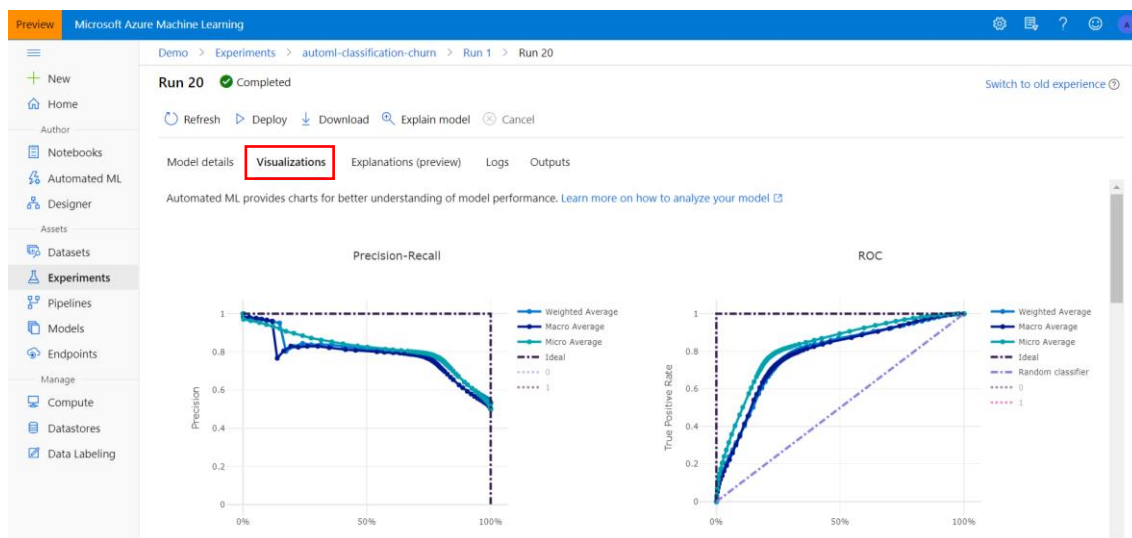 Preview Microsoft Azure Machine Learning A
Demo > Experiments > automl-classification-churn > Run 1 > Run 20
New
Home
Author
Notebooks
Automated ML
Designer
Assets
Datasets
Experiments
Pipelines
Models
Endpoints
Manage
Compute
Datastores
Data Labeling
Run 20 Completed
Switch to old experience
Refresh Deploy Download Explain model Cancel
Model details Visualizations Explanations (preview) Logs Outputs
Automated ML provides charts for better understanding of model performance. Learn more on how to analyze your model
Precision-Recall
1
0.8
0.6
0.4
0.2
0
Precision
0% 50% 100%
Weighted Average
Macro Average
Micro Average
Ideal
0
1
ROC
1
0.8
0.6
0.4
0.2
0
True Positive Rate
0% 50% 100%
Weighted Average
Macro Average
Micro Average
Ideal
Random classifier
0
1